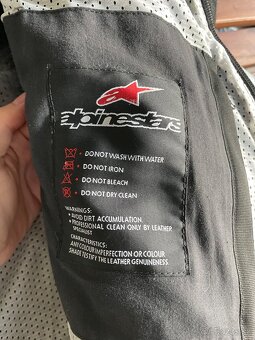 alpinestars
DO NOT WASH WITH WATER
DO NOT IRON
DO NOT BLEACH
DO NOT DRY CLEAN
WARNINGS:
• AVOID DIRT ACCUMULATION.
• PROFESSIONAL CLEAN ONLY BY LEATHER
SPECIALIST
CHARACTERISTICS:
ANY COLOUR IMPERFECTION OR COLOUR
SHADE TESTIFY THE LEATHER GENUINENESS.